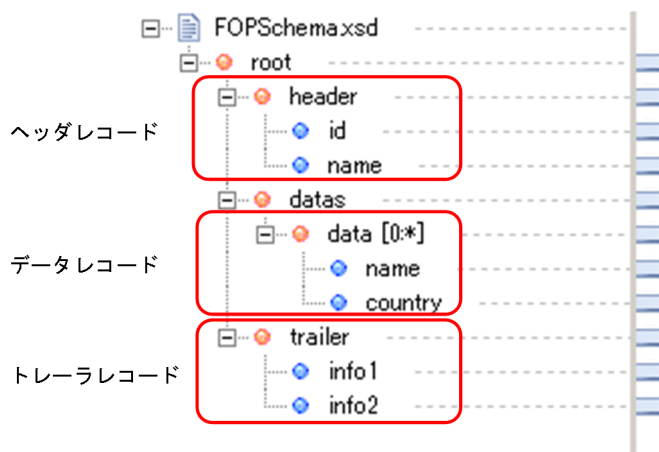 FOPSchema.xsd
root
header
ヘッダレコード
id
name
datas
data [0:*]
データレコード
name
country
trailer
トレーラレコード
info1
info2